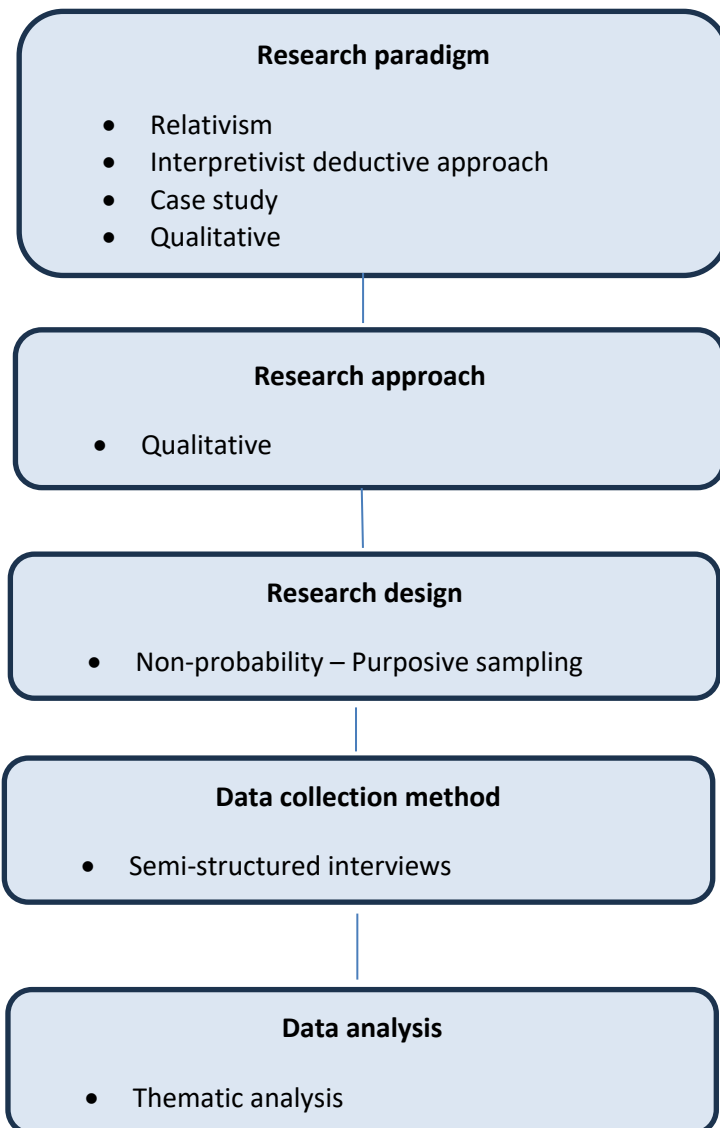 Research paradigm
• Relativism
• Interpretivist deductive approach
• Case study
• Qualitative
Research approach
• Qualitative
Research design
• Non-probability – Purposive sampling
Data collection method
• Semi-structured interviews
Data analysis
• Thematic analysis